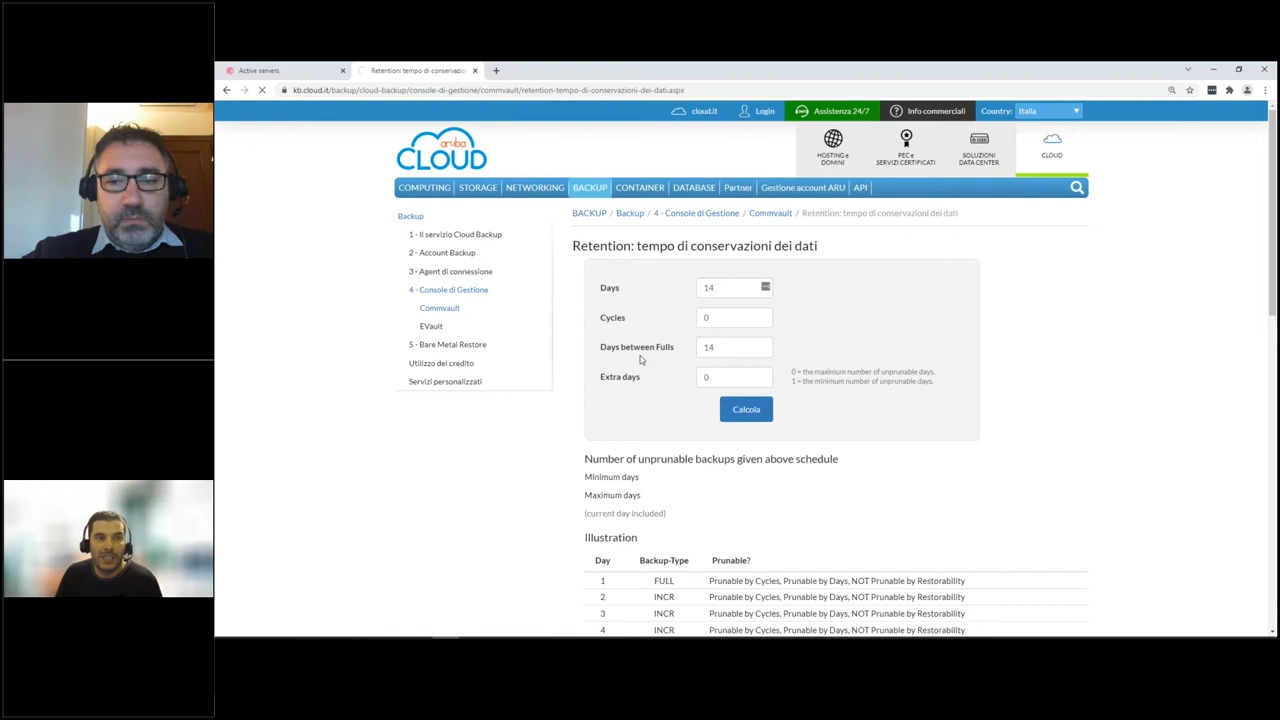 Active servers
Retention: tempo di conservazion
kb.cloud.it/backup/cloud-backup/console-di-gestione/commvault/retention-tempo-di-conservazioni-dei-dati.aspx
cloud.it Login Assistenza 24/7 Info commerciali Country: Italia
aruba
CLOUD
HOSTING e DOMINI
PEC e SERVIZI CERTIFICATI
SOLUZIONI DATA CENTER
CLOUD
COMPUTING STORAGE NETWORKING BACKUP CONTAINER DATABASE Partner Gestione account ARU API
BACKUP / Backup / 4 - Console di Gestione / Commvault / Retention: tempo di conservazioni dei dati
Backup
1 - Il servizio Cloud Backup
2 - Account Backup
3 - Agent di connessione
4 - Console di Gestione
Commvault
EVault
5 - Bare Metal Restore
Utilizzo del credito
Servizi personalizzati
Retention: tempo di conservazioni dei dati
Days 14
Cycles 0
Days between Fulls 14
Extra days 0
0 = the maximum number of unprunable days.
1 = the minimum number of unprunable days.
Calcola
Number of unprunable backups given above schedule
Minimum days
Maximum days
(current day included)
Illustration
Day Backup-Type Prunable?
1 FULL Prunable by Cycles, Prunable by Days, NOT Prunable by Restorability
2 INCR Prunable by Cycles, Prunable by Days, NOT Prunable by Restorability
3 INCR Prunable by Cycles, Prunable by Days, NOT Prunable by Restorability
4 INCR Prunable by Cycles, Prunable by Days, NOT Prunable by Restorability